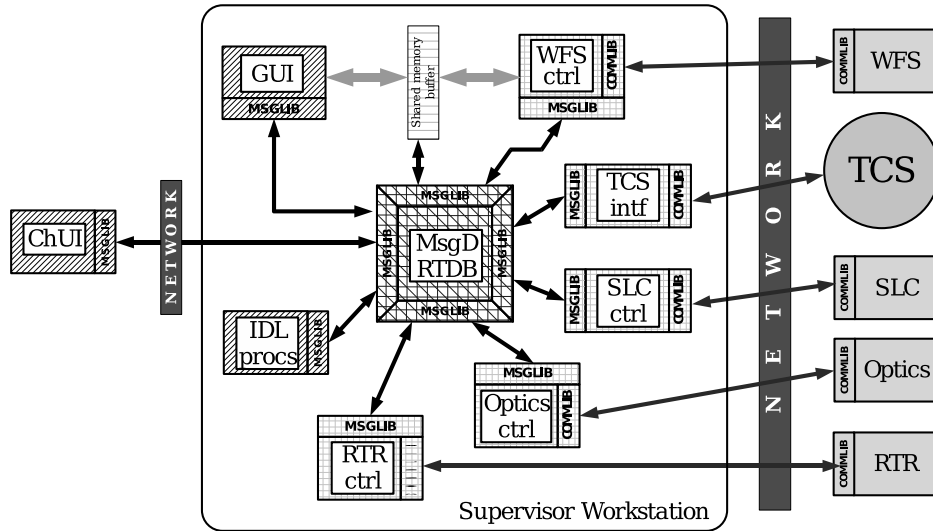 GUI
MSGLIB
Shared memory
buffer
WFS
ctrl
COMMLIB
MSGLIB
COMMLIB
WFS
NETWORK
TCS
MSGLIB
TCS
intf
COMMLIB
ChUI
MSGLIB
NETWORK
MSGLIB
MSGLIB
MsgD
RTDB
MSGLIB
MSGLIB
MSGLIB
SLC
ctrl
COMMLIB
COMMLIB
SLC
IDL
procs
MSGLIB
MSGLIB
Optics
ctrl
COMMLIB
COMMLIB
Optics
MSGLIB
RTR
ctrl
COMMLIB
RTR
Supervisor Workstation